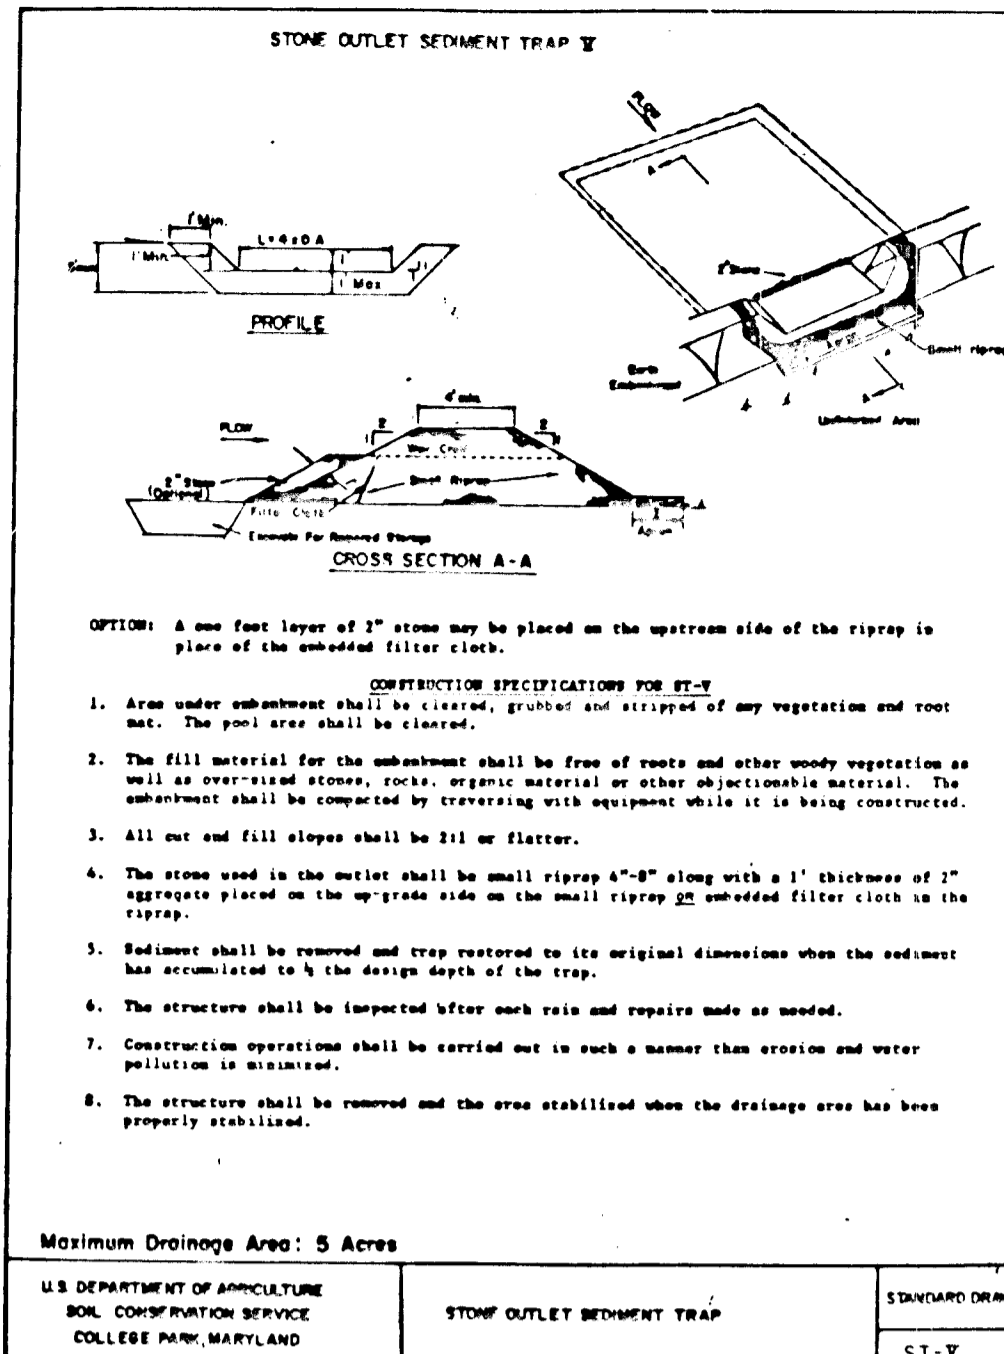 STONE OUTLET SEDIMENT TRAP V
FLOW
A
1' Min.
L=4 x D A
1' Min.
1'
5' max
1' Max
PROFILE
2" Stone
Small riprap
Earth
Embankment
A
Undisturbed Area
4' min.
FLOW
2
1
2
1
Weir Crest
2" Stone
(Optional)
Small Riprap
Filter Cloth
Excavate For Required Storage
Apron
CROSS SECTION A-A
OPTION: A one foot layer of 2" stone may be placed on the upstream side of the riprap in
place of the embedded filter cloth.
CONSTRUCTION SPECIFICATIONS FOR ST-V
1. Area under embankment shall be cleared, grubbed and stripped of any vegetation and root
mat. The pool area shall be cleared.
2. The fill material for the embankment shall be free of roots and other woody vegetation as
well as over-sized stones, rocks, organic material or other objectionable material. The
embankment shall be compacted by traversing with equipment while it is being constructed.
3. All cut and fill slopes shall be 2:1 or flatter.
4. The stone used in the outlet shall be small riprap 4"-8" along with a 1' thickness of 2"
aggregate placed on the up-grade side on the small riprap OR embedded filter cloth in the
riprap.
5. Sediment shall be removed and trap restored to its original dimensions when the sediment
has accumulated to ½ the design depth of the trap.
6. The structure shall be inspected after each rain and repairs made as needed.
7. Construction operations shall be carried out in such a manner than erosion and water
pollution is minimized.
8. The structure shall be removed and the area stabilized when the drainage area has been
properly stabilized.
Maximum Drainage Area: 5 Acres
U.S. DEPARTMENT OF AGRICULTURE
SOIL CONSERVATION SERVICE
COLLEGE PARK, MARYLAND
STONE OUTLET SEDIMENT TRAP
STANDARD DRAW
ST-V